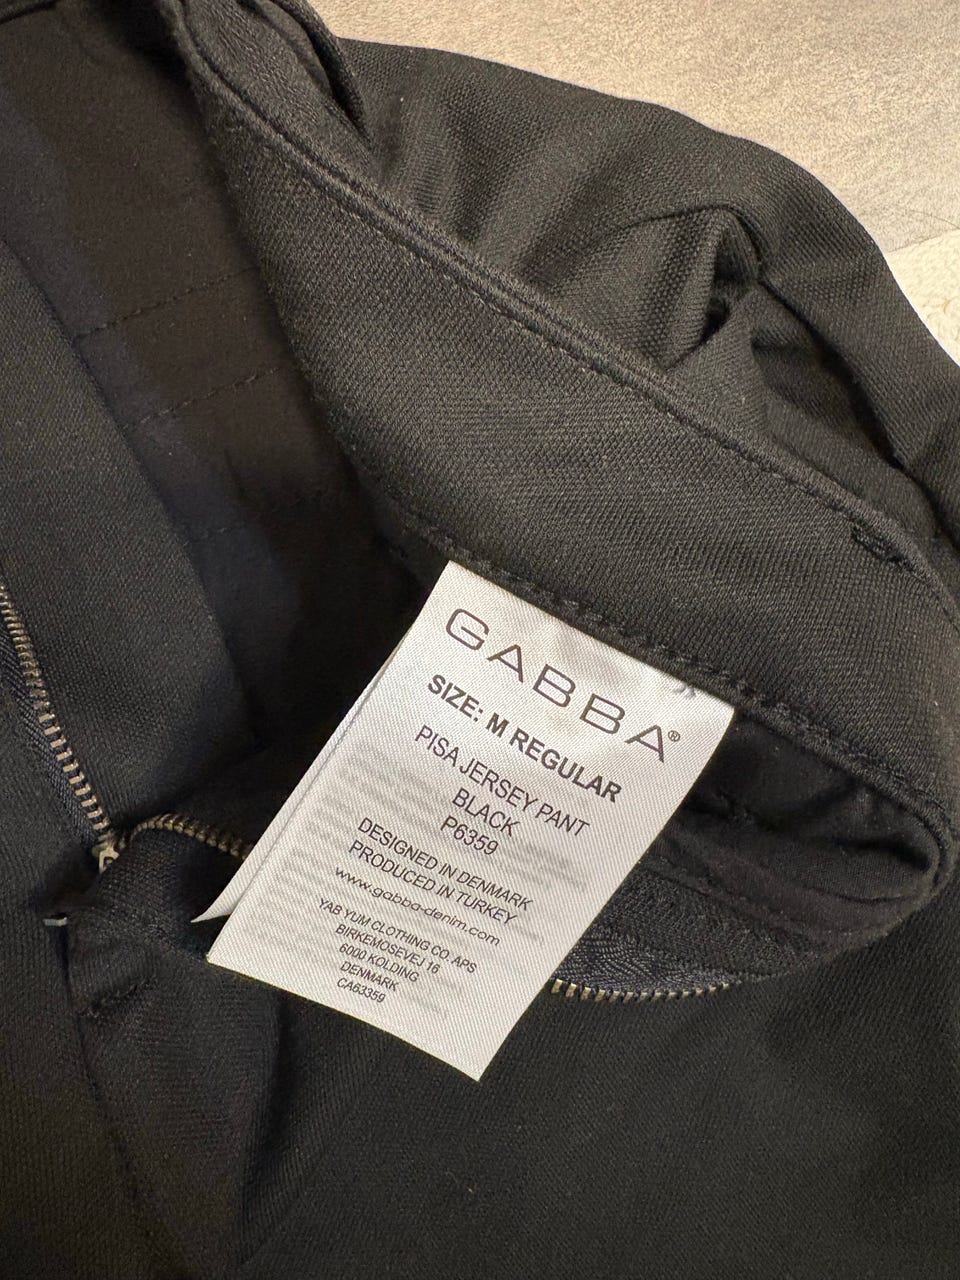 GABBA®
SIZE: M REGULAR
PISA JERSEY PANT
BLACK
P6359
DESIGNED IN DENMARK
PRODUCED IN TURKEY
www.gabba-denim.com
YAB YUM CLOTHING CO. APS
BIRKEMOSEVEJ 16
6000 KOLDING
DENMARK
CA63359